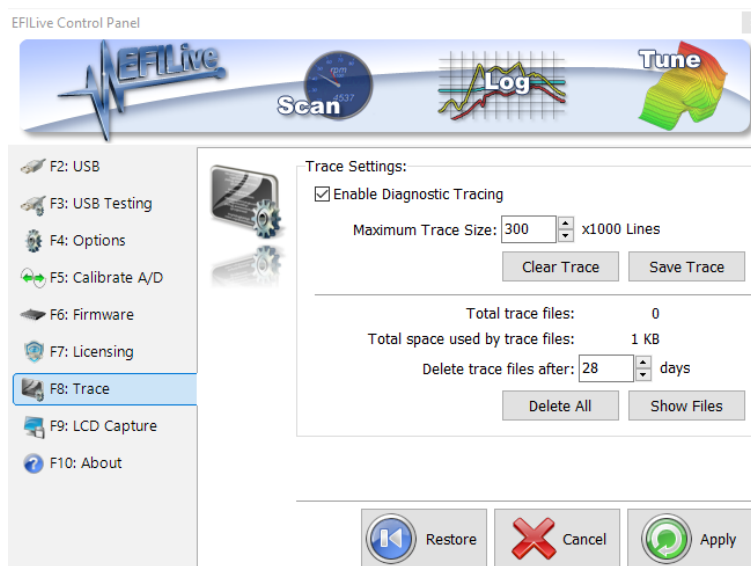 EFILive Control Panel
EFILive
Scan
rpm
4537
Log
Tune
F2: USB
F3: USB Testing
F4: Options
F5: Calibrate A/D
F6: Firmware
F7: Licensing
F8: Trace
F9: LCD Capture
F10: About
Trace Settings:
Enable Diagnostic Tracing
Maximum Trace Size: 300 x1000 Lines
Clear Trace Save Trace
Total trace files: 0
Total space used by trace files: 1 KB
Delete trace files after: 28 days
Delete All Show Files
Restore Cancel Apply